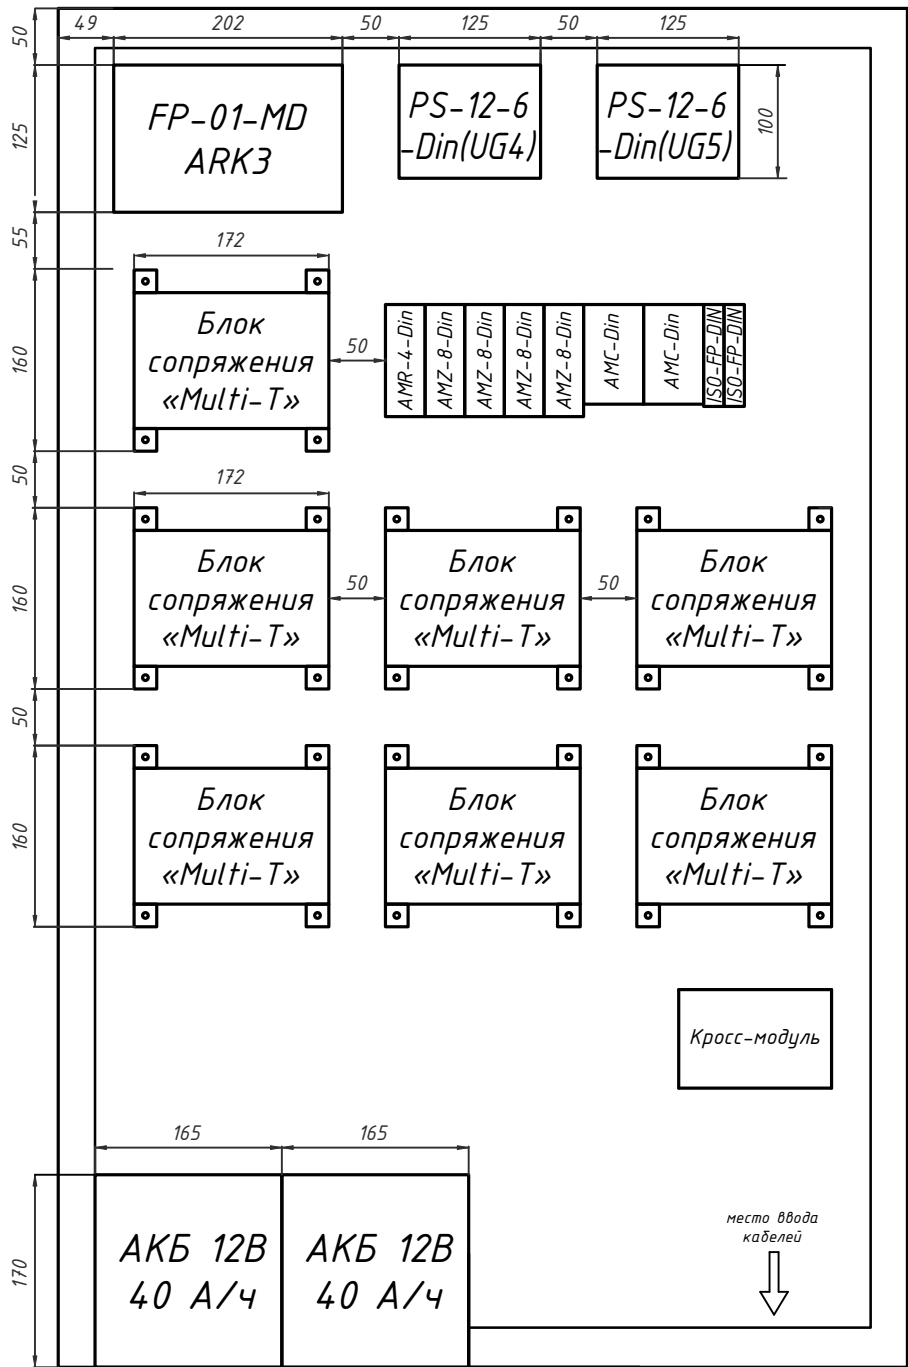 49
202
50
125
50
125
50
125
55
160
50
160
50
160
170
FP-01-MD
ARK3
PS-12-6
-Din(UG4)
PS-12-6
-Din(UG5)
100
172
Блок
сопряжения
«Multi-T»
50
AMR-4-Din
AMZ-8-Din
AMZ-8-Din
AMZ-8-Din
AMZ-8-Din
AMC-Din
AMC-Din
ISO-FP-DIN
ISO-FP-DIN
172
Блок
сопряжения
«Multi-T»
50
Блок
сопряжения
«Multi-T»
50
Блок
сопряжения
«Multi-T»
Блок
сопряжения
«Multi-T»
Блок
сопряжения
«Multi-T»
Блок
сопряжения
«Multi-T»
Кросс-модуль
165
165
АКБ 12В
40 А/ч
АКБ 12В
40 А/ч
место ввода
кабелей